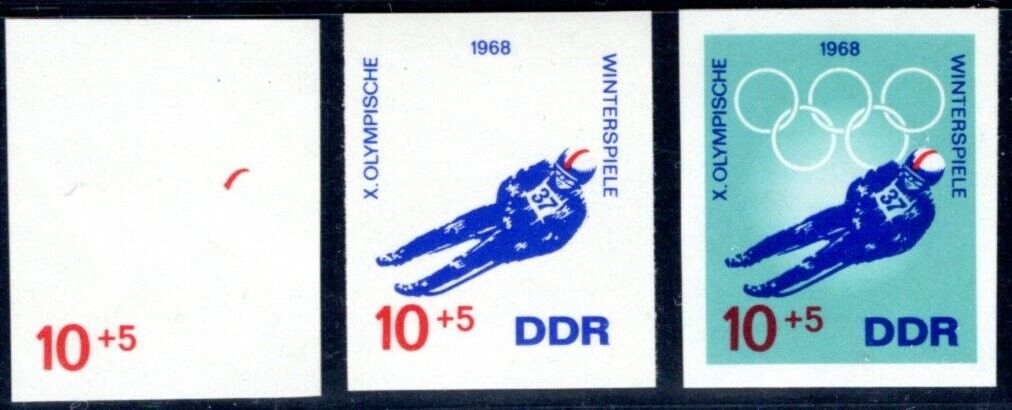 10 +5
1968
X. OLYMPISCHE
WINTERSPIELE
37
10 +5
DDR
1968
X. OLYMPISCHE
WINTERSPIELE
37
10 +5
DDR